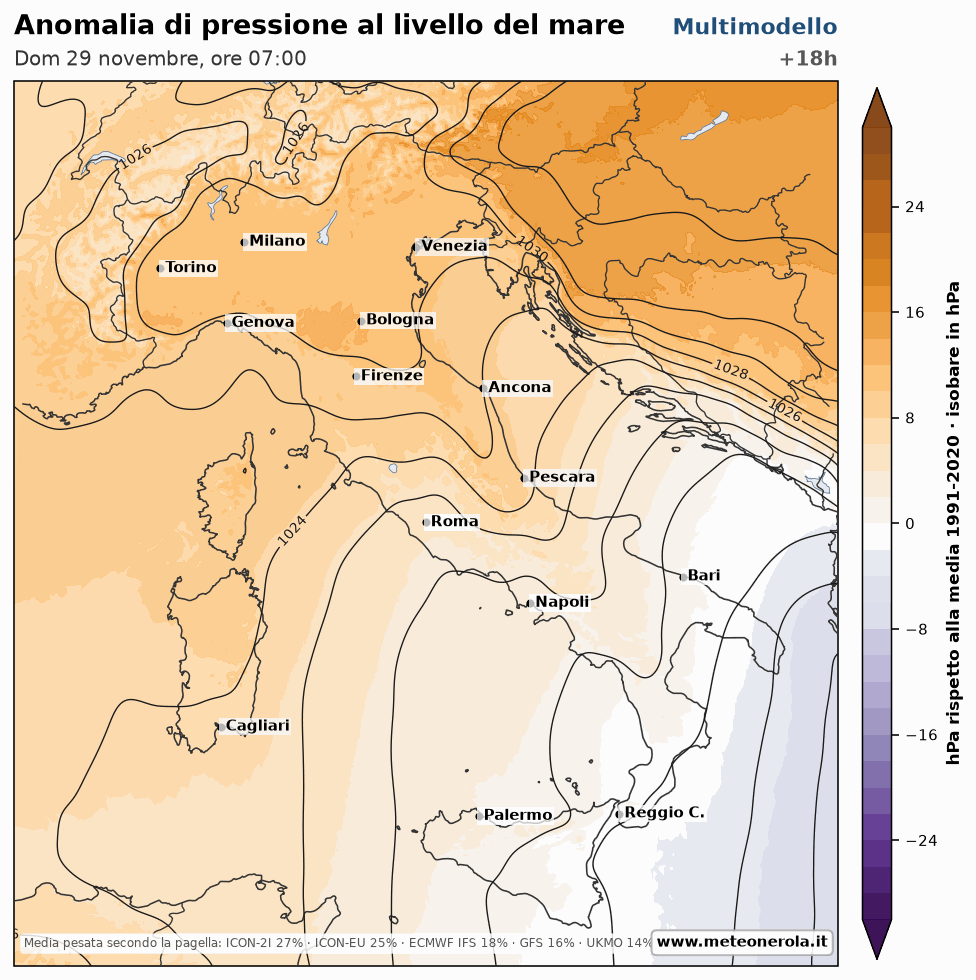 Anomalia di pressione al livello del mare
Multimodello
Dom 29 novembre, ore 07:00
+18h
1026
1026
Milano
Venezia
1030
Torino
Genova
Bologna
Firenze
Ancona
1028
1026
Pescara
Roma
1024
Bari
Napoli
Cagliari
Palermo
Reggio C.
24
16
8
0
−8
−16
−24
hPa rispetto alla media 1991-2020 · isobare in hPa
Media pesata secondo la pagella: ICON-2I 27% · ICON-EU 25% · ECMWF IFS 18% · GFS 16% · UKMO 14%
www.meteonerola.it